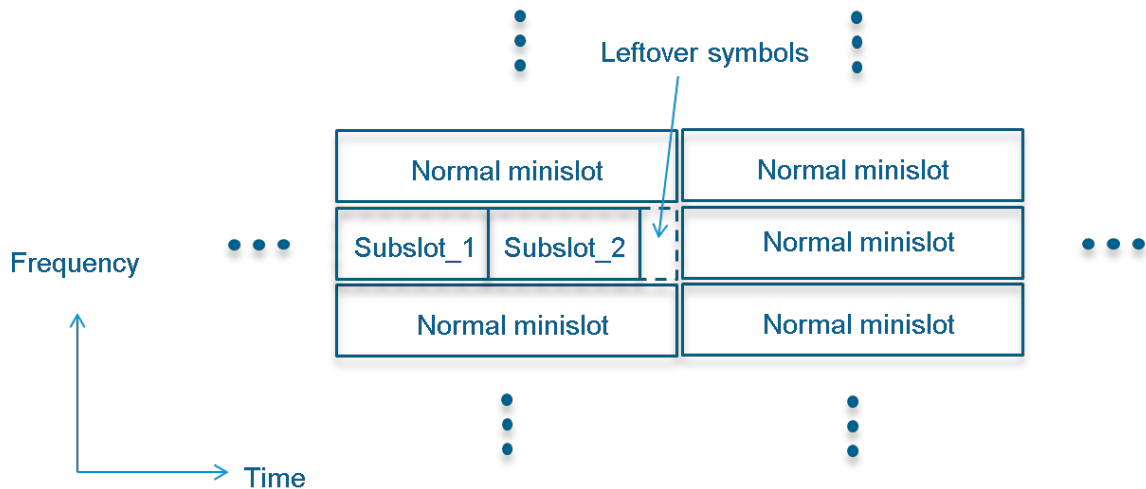 Leftover symbols
Normal minislot
Normal minislot
Subslot_1
Subslot_2
Normal minislot
Frequency
Normal minislot
Normal minislot
Time